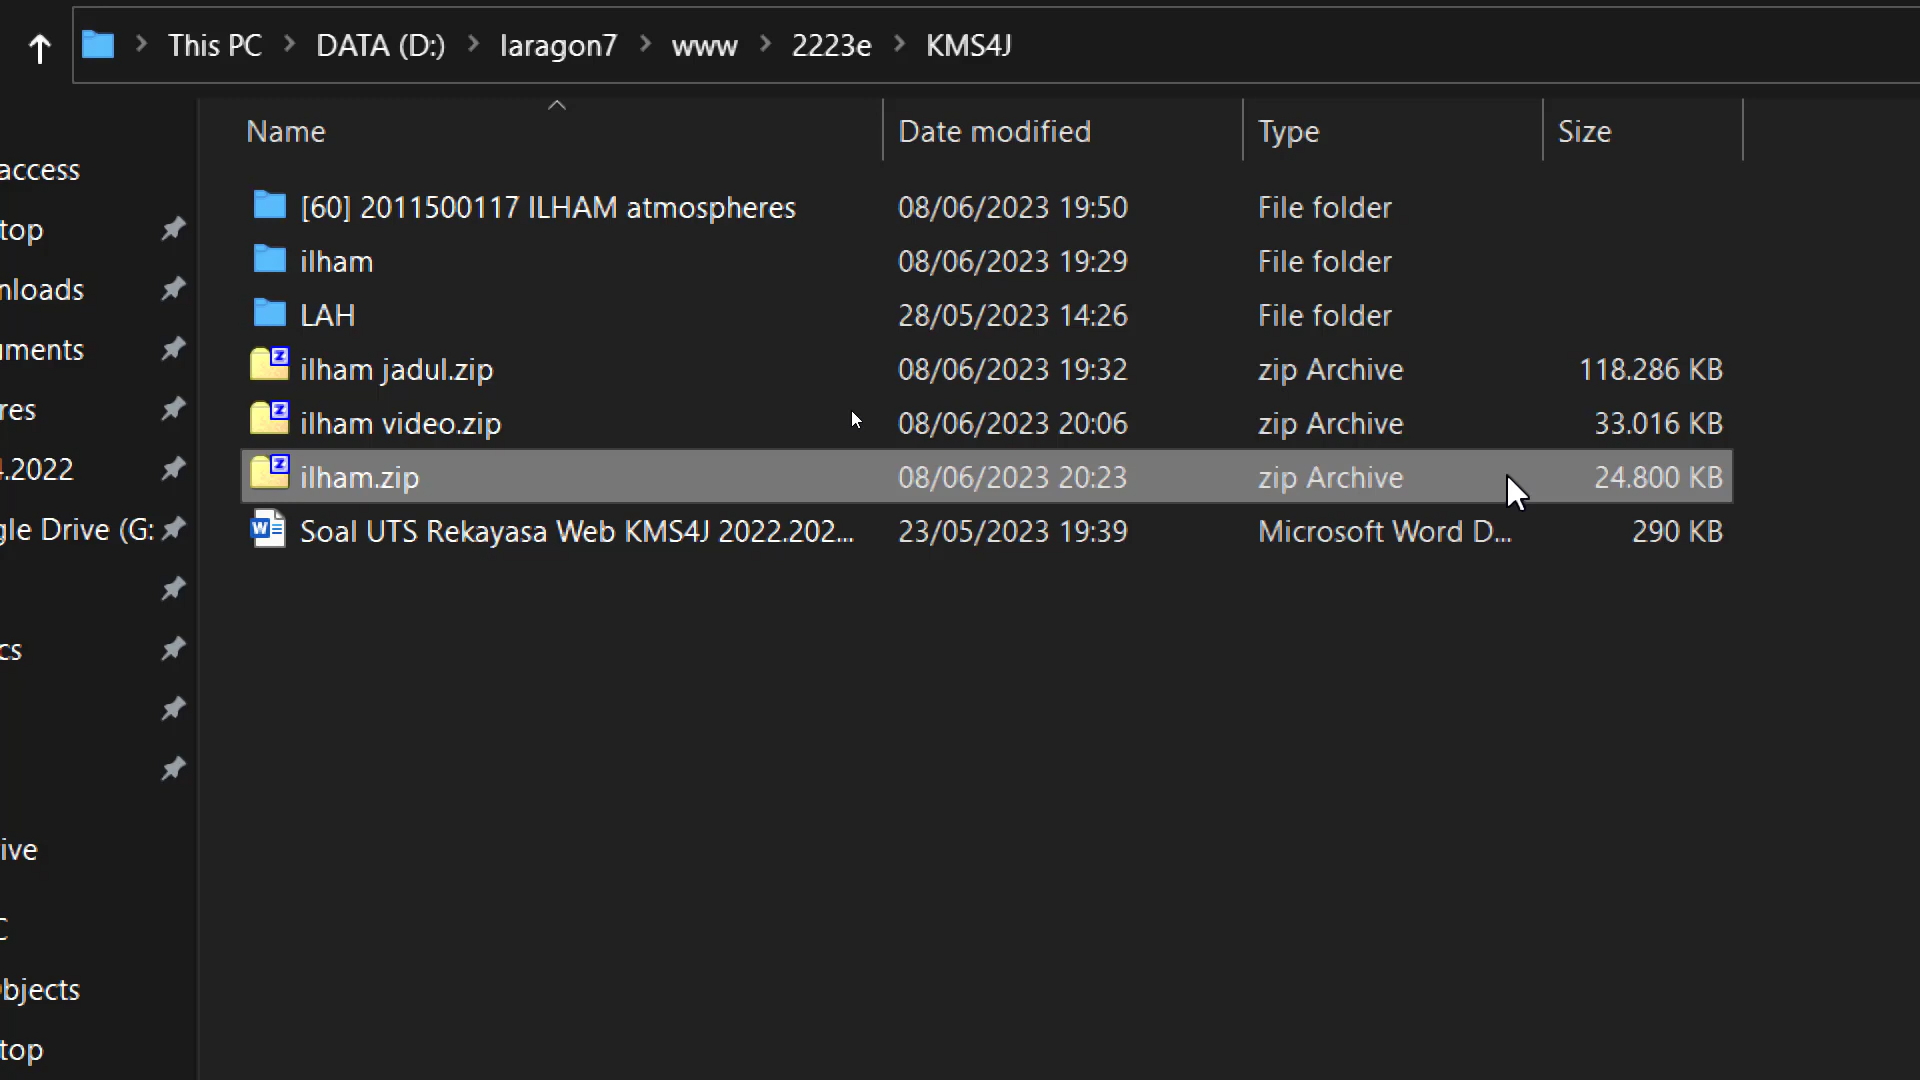 This PC > DATA (D:) > laragon7 > www > 2223e > KMS4J
Name Date modified Type Size
[60] 2011500117 ILHAM atmospheres 08/06/2023 19:50 File folder
ilham 08/06/2023 19:29 File folder
LAH 28/05/2023 14:26 File folder
ilham jadul.zip 08/06/2023 19:32 zip Archive 118.286 KB
ilham video.zip 08/06/2023 20:06 zip Archive 33.016 KB
ilham.zip 08/06/2023 20:23 zip Archive 24.800 KB
Soal UTS Rekayasa Web KMS4J 2022.202... 23/05/2023 19:39 Microsoft Word D... 290 KB
access
top
nloads
uments
res
4.2022
gle Drive (G:
cs
ive
C
Objects
top